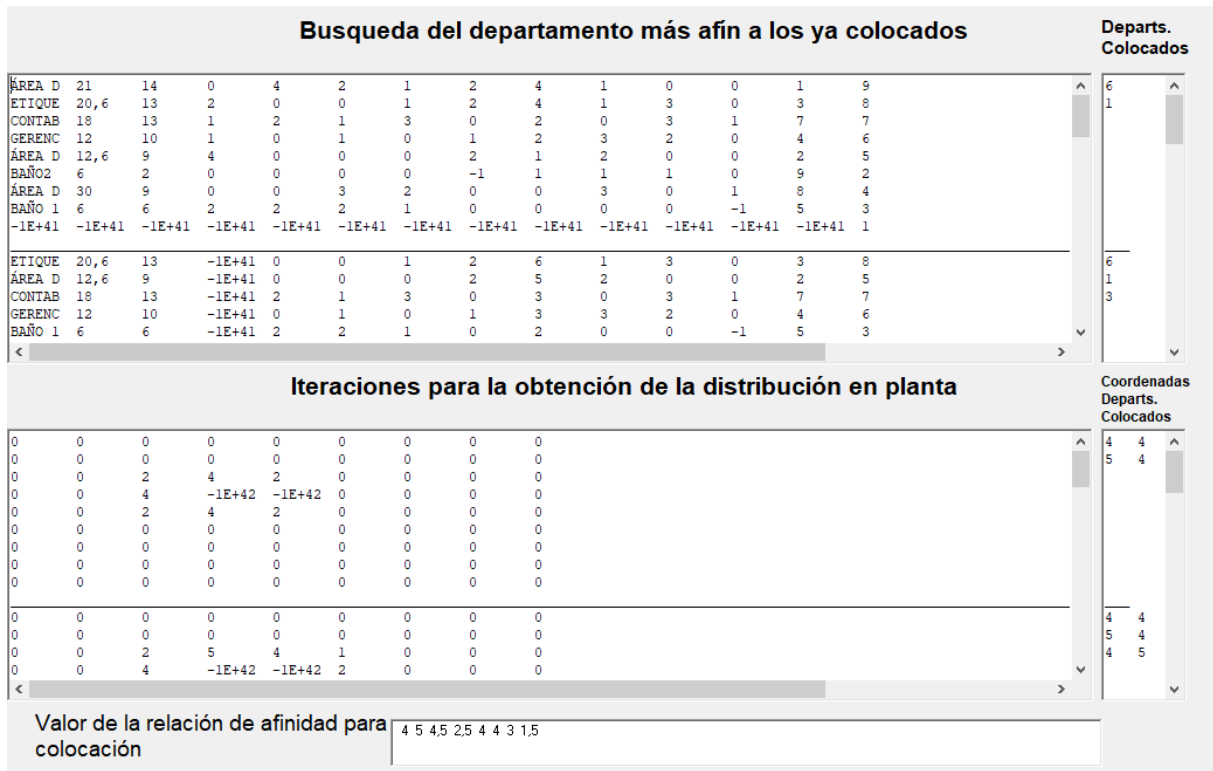 Busqueda del departamento más afín a los ya colocados
Departs.
Colocados
ÁREA D 21 14 0 4 2 1 2 4 1 0 0 1 9
ETIQUE 20,6 13 2 0 0 1 2 4 1 3 0 3 8
CONTAB 18 13 1 2 1 3 0 2 0 3 1 7 7
GERENC 12 10 1 0 1 0 1 2 3 2 0 4 6
ÁREA D 12,6 9 4 0 0 0 2 1 2 0 0 2 5
BAÑO2 6 2 0 0 0 0 -1 1 1 1 0 9 2
ÁREA D 30 9 0 0 3 2 0 0 3 0 1 8 4
BAÑO 1 6 6 2 2 2 1 0 0 0 0 -1 5 3
-1E+41 -1E+41 -1E+41 -1E+41 -1E+41 -1E+41 -1E+41 -1E+41 -1E+41 -1E+41 -1E+41 -1E+41 -1E+41 1
6
1
ETIQUE 20,6 13 -1E+41 0 0 1 2 6 1 3 0 3 8
ÁREA D 12,6 9 -1E+41 0 0 0 2 5 2 0 0 2 5
CONTAB 18 13 -1E+41 2 1 3 0 3 0 3 1 7 7
GERENC 12 10 -1E+41 0 1 0 1 3 3 2 0 4 6
BAÑO 1 6 6 -1E+41 2 2 1 0 2 0 0 -1 5 3
6
1
3
Iteraciones para la obtención de la distribución en planta
Coordenadas
Departs.
Colocados
0 0 0 0 0 0 0 0 0
0 0 0 0 0 0 0 0 0
0 0 2 4 2 0 0 0 0
0 0 4 -1E+42 -1E+42 0 0 0 0
0 0 2 4 2 0 0 0 0
0 0 0 0 0 0 0 0 0
0 0 0 0 0 0 0 0 0
0 0 0 0 0 0 0 0 0
0 0 0 0 0 0 0 0 0
4 4
5 4
0 0 0 0 0 0 0 0 0
0 0 0 0 0 0 0 0 0
0 0 2 5 4 1 0 0 0
0 0 4 -1E+42 -1E+42 2 0 0 0
4 4
5 4
4 5
Valor de la relación de afinidad para
colocación
4 5 4,5 2,5 4 4 3 1,5